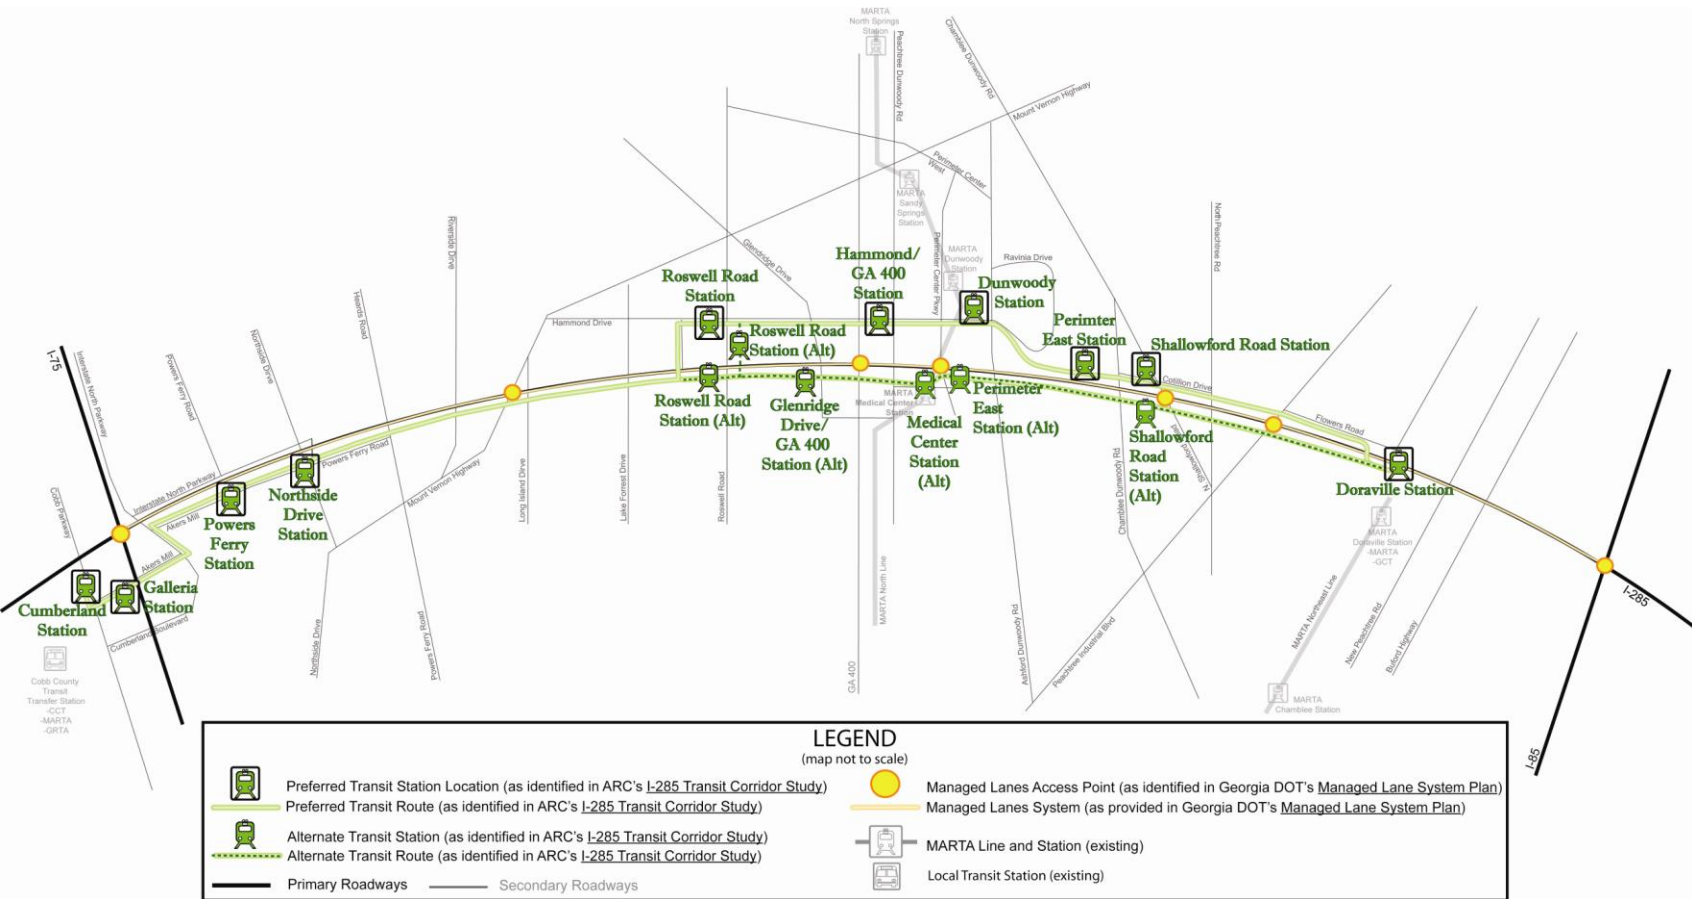 MARTA
North Springs
Station
Peachtree Dunwoody Rd
Chamblee Dunwoody Rd
Mount Vernon Highway
Perimeter Center
West
MARTA
Sandy
Springs
Station
Riverside Dirve
Glendridge Drive
Perimeter Center Pkwy
MARTA
Dunwoody
Station
Ravinia Drive
North Peachtree Rd
Hammond/
GA 400
Station
Roswell Road
Station
Dunwoody
Station
Heards Road
Hammond Drive
Roswell Road
Station (Alt)
Perimter
East Station
Shallowford Road Station
I-75
Interstate North Parkway
Powers Ferry Road
Northside Drive
Cotillion Drive
Roswell Road
Station (Alt)
Glenridge
Drive/
GA 400
Station (Alt)
MARTA
Medical Center
Station
Medical
Center
Station
(Alt)
Perimeter
East
Station (Alt)
Shallowford
Road
Station
(Alt)
N. Shallowford Road
Flowers Road
Doraville Station
Powers Ferry Road
Mount Vernon Highway
Interstate North Parkway
Cobb Parkway
Akers Mill
Northside
Drive
Station
Powers
Ferry
Station
Long Island Dirve
Lake Forrest Drive
Roswell Road
Chamblee Dunwoody Rd
MARTA
Doraville Station
-MARTA
-GCT
Akers Mill
Galleria
Station
Cumberland
Station
Cumberland Boulevard
Northside Drive
Powers Ferry Road
MARTA North Line
GA 400
Ashford Dunwoody Rd
Peachtree Industrial Blvd
MARTA Northeast Line
New Peachtree Rd
Buford Highway
I-285
Cobb County
Transit
Transfer Station
-CCT
-MARTA
-GRTA
MARTA
Chamblee Station
I-85
LEGEND
(map not to scale)
Preferred Transit Station Location (as identified in ARC's I-285 Transit Corridor Study)
Preferred Transit Route (as identified in ARC's I-285 Transit Corridor Study)
Alternate Transit Station (as identified in ARC's I-285 Transit Corridor Study)
Alternate Transit Route (as identified in ARC's I-285 Transit Corridor Study)
Primary Roadways
Secondary Roadways
Managed Lanes Access Point (as identified in Georgia DOT's Managed Lane System Plan)
Managed Lanes System (as provided in Georgia DOT's Managed Lane System Plan)
MARTA Line and Station (existing)
Local Transit Station (existing)